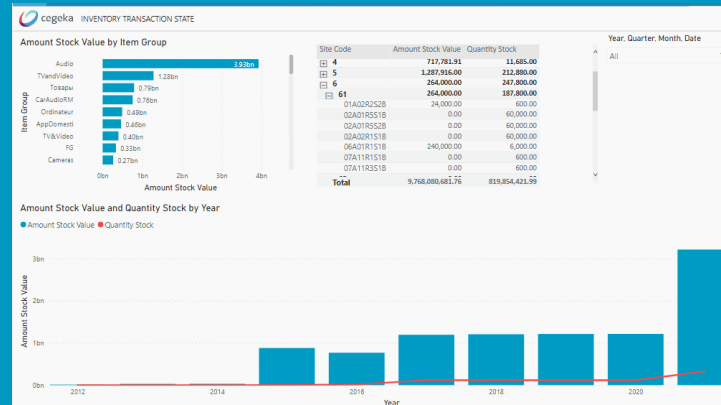 cegeka INVENTORY TRANSACTION STATE
Amount Stock Value by Item Group
Item Group
Audio 3.93bn
TVandVideo 1.28bn
Товары 0.79bn
CarAudioRM 0.76bn
Ordinateur 0.49bn
AppDomesti 0.46bn
TV&Video 0.40bn
FG 0.33bn
Cameras 0.27bn
0bn 1bn 2bn 3bn 4bn
Amount Stock Value
Site Code Amount Stock Value Quantity Stock
4 717,781.91 11,685.00
5 1,287,916.00 212,880.00
6 264,000.00 247,800.00
61 264,000.00 187,800.00
01A02R2S2B 24,000.00 600.00
02A01R5S1B 0.00 60,000.00
02A01R5S2B 0.00 60,000.00
02A02R1S1B 0.00 60,000.00
06A01R1S1B 240,000.00 6,000.00
07A11R1S1B 0.00 600.00
07A11R3S1B 0.00 600.00
Total 9,768,080,681.76 819,854,421.99
Year, Quarter, Month, Date
All
Amount Stock Value and Quantity Stock by Year
Amount Stock Value Quantity Stock
Amount Stock Value
3bn
2bn
1bn
0bn
2012 2014 2016 2018 2020
Year